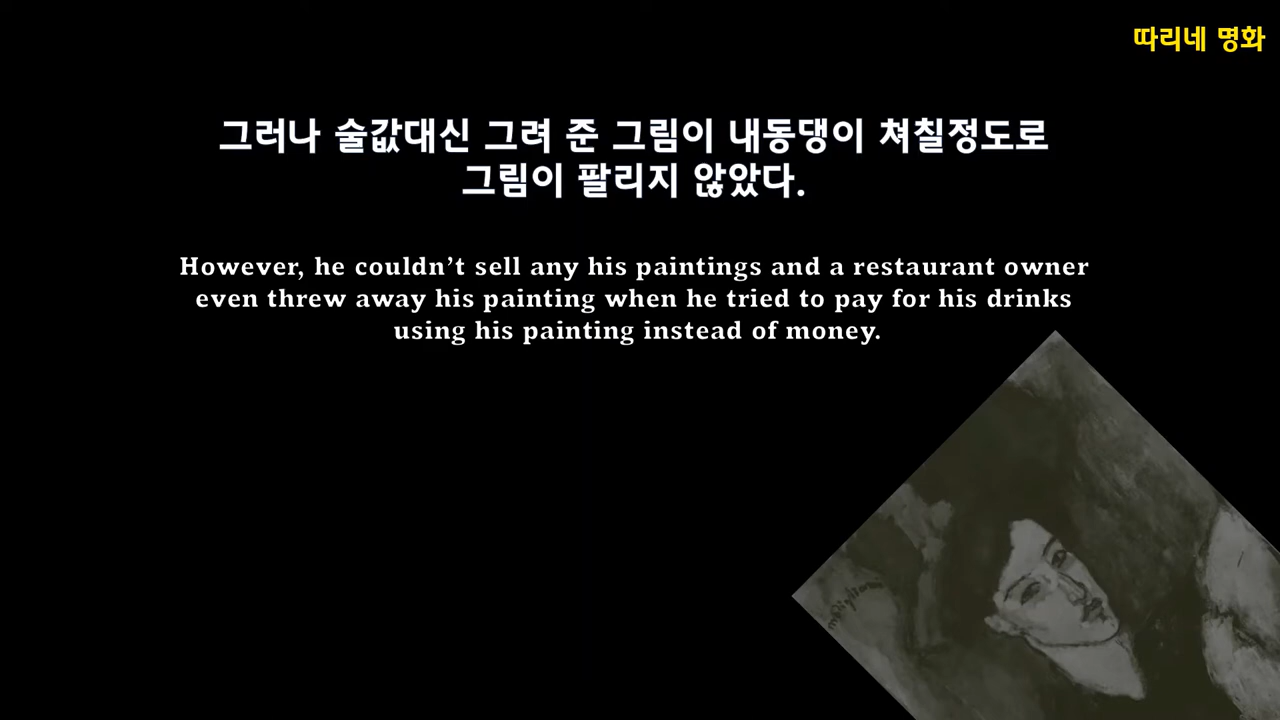 따리네 명화
그러나 술값대신 그려 준 그림이 내동댕이 쳐칠정도로
그림이 팔리지 않았다.
However, he couldn’t sell any his paintings and a restaurant owner
even threw away his painting when he tried to pay for his drinks
using his painting instead of money.
modigliani